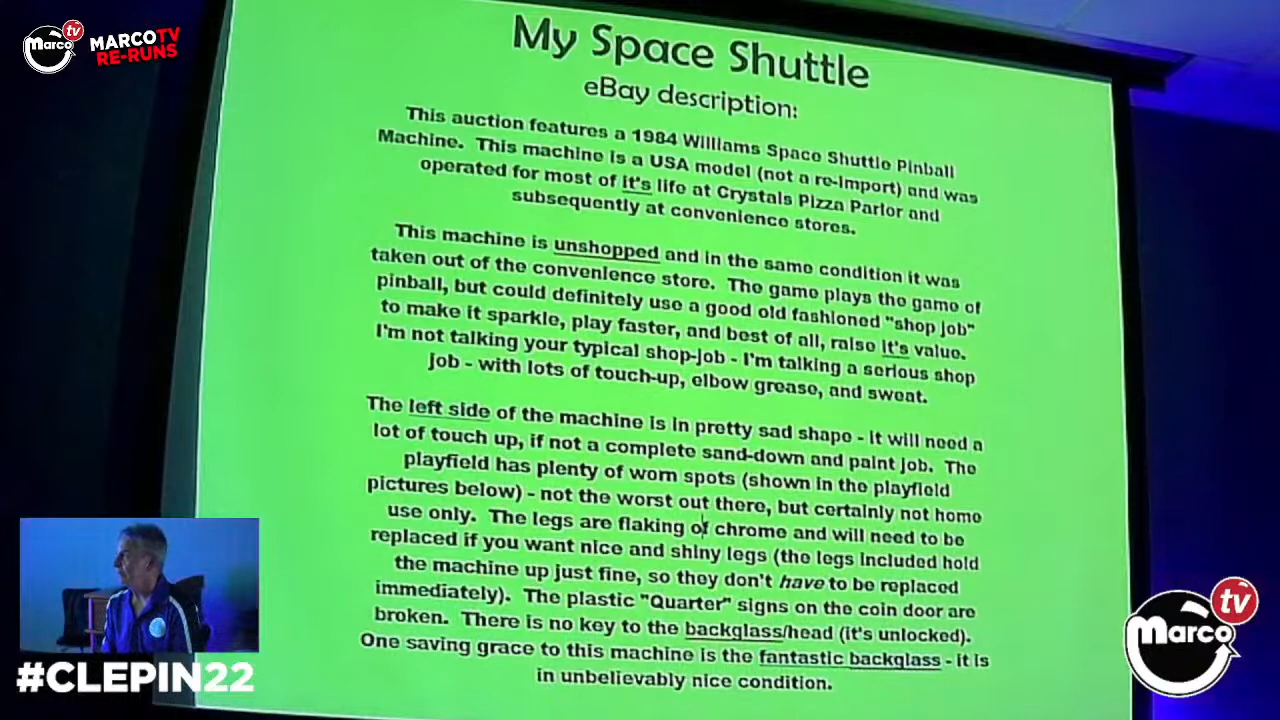 Marco tv
MARCO TV
RE-RUNS
My Space Shuttle
eBay description:
This auction features a 1984 Williams Space Shuttle Pinball
Machine. This machine is a USA model (not a re-import) and was
operated for most of it's life at Crystals Pizza Parlor and
subsequently at convenience stores.
This machine is unshopped and in the same condition it was
taken out of the convenience store. The game plays the game of
pinball, but could definitely use a good old fashioned "shop job"
to make it sparkle, play faster, and best of all, raise it's value.
I'm not talking your typical shop-job - I'm talking a serious shop
job - with lots of touch-up, elbow grease, and sweat.
The left side of the machine is in pretty sad shape - it will need a
lot of touch up, if not a complete sand-down and paint job. The
playfield has plenty of worn spots (shown in the playfield
pictures below) - not the worst out there, but certainly not home
use only. The legs are flaking of chrome and will need to be
replaced if you want nice and shiny legs (the legs included hold
the machine up just fine, so they don't have to be replaced
immediately). The plastic "Quarter" signs on the coin door are
broken. There is no key to the backglass/head (it's unlocked).
One saving grace to this machine is the fantastic backglass - it is
in unbelievably nice condition.
#CLEPIN22
Marco tv